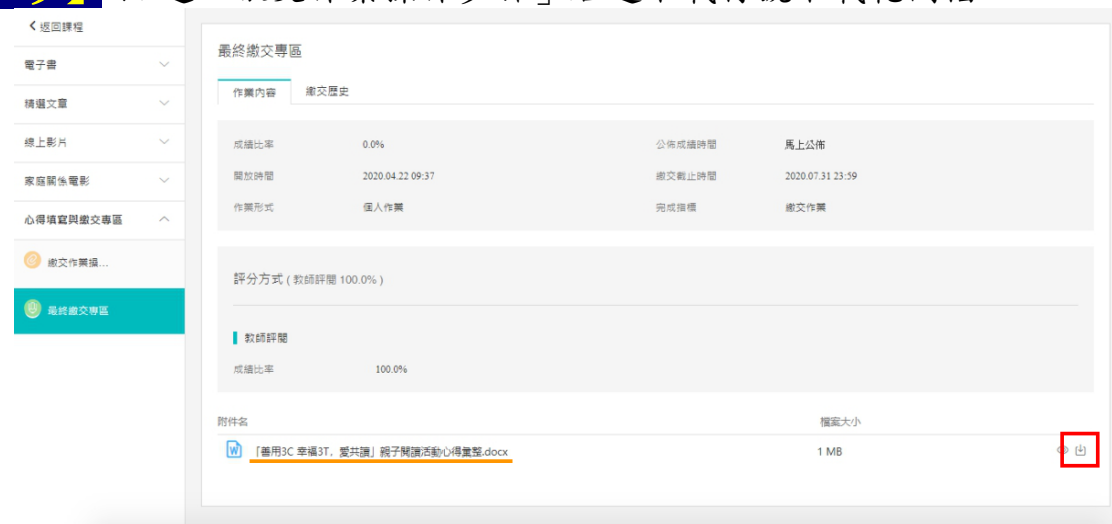 返回課程
電子書
精選文章
線上影片
家庭關係電影
心得填寫與繳交專區
繳交作業操...
最終繳交專區
最終繳交專區
作業內容 繳交歷史
成績比率 0.0% 公佈成績時間 馬上公佈
開放時間 2020.04.22 09:37 繳交截止時間 2020.07.31 23:59
作業形式 個人作業 完成指標 繳交作業
評分方式 ( 教師評閱 100.0% )
教師評閱
成績比率 100.0%
附件名 檔案大小
「善用3C 幸福3T，愛共讀」親子閱讀活動心得彙整.docx 1 MB